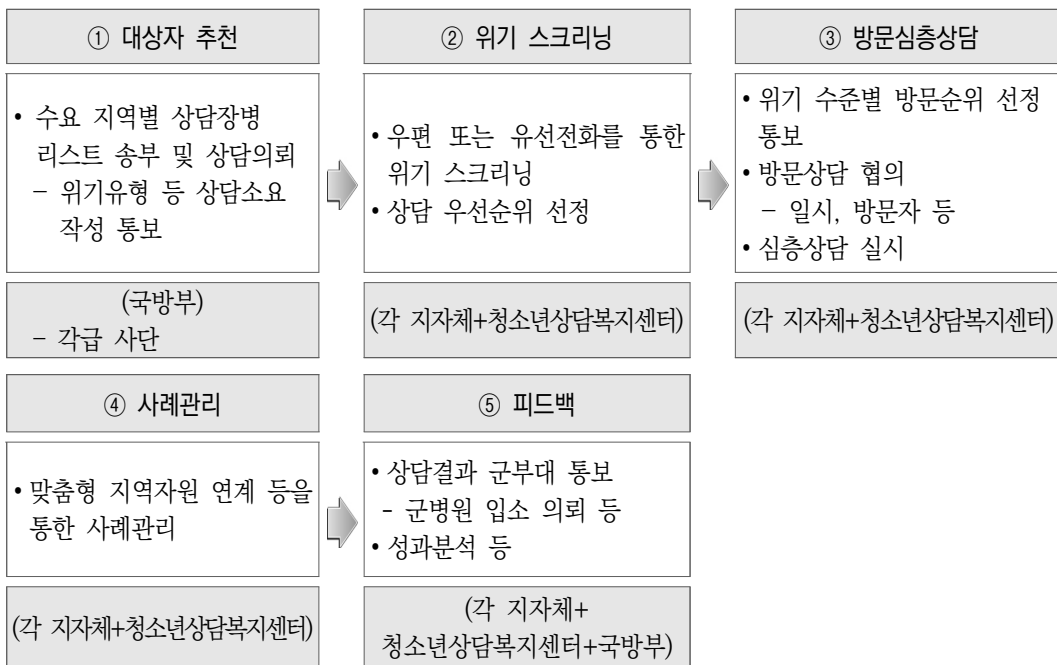 ① 대상자 추천
• 수요 지역별 상담장병
리스트 송부 및 상담의뢰
− 위기유형 등 상담소요
작성 통보
(국방부)
− 각급 사단
② 위기 스크리닝
• 우편 또는 유선전화를 통한
위기 스크리닝
• 상담 우선순위 선정
(각 지자체+청소년상담복지센터)
③ 방문심층상담
• 위기 수준별 방문순위 선정
통보
• 방문상담 협의
− 일시, 방문자 등
• 심층상담 실시
(각 지자체+청소년상담복지센터)
④ 사례관리
• 맞춤형 지역자원 연계 등을
통한 사례관리
(각 지자체+청소년상담복지센터)
⑤ 피드백
• 상담결과 군부대 통보
- 군병원 입소 의뢰 등
• 성과분석 등
(각 지자체+
청소년상담복지센터+국방부)